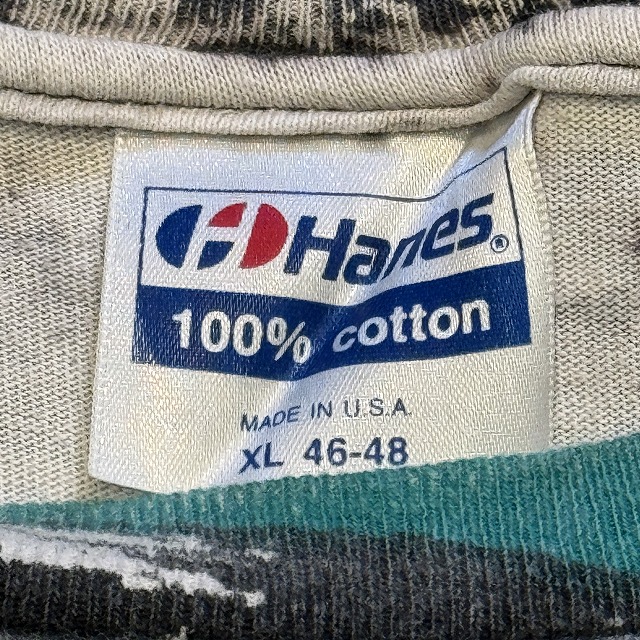 Hanes®
100% cotton
MADE IN U.S.A.
XL 46-48